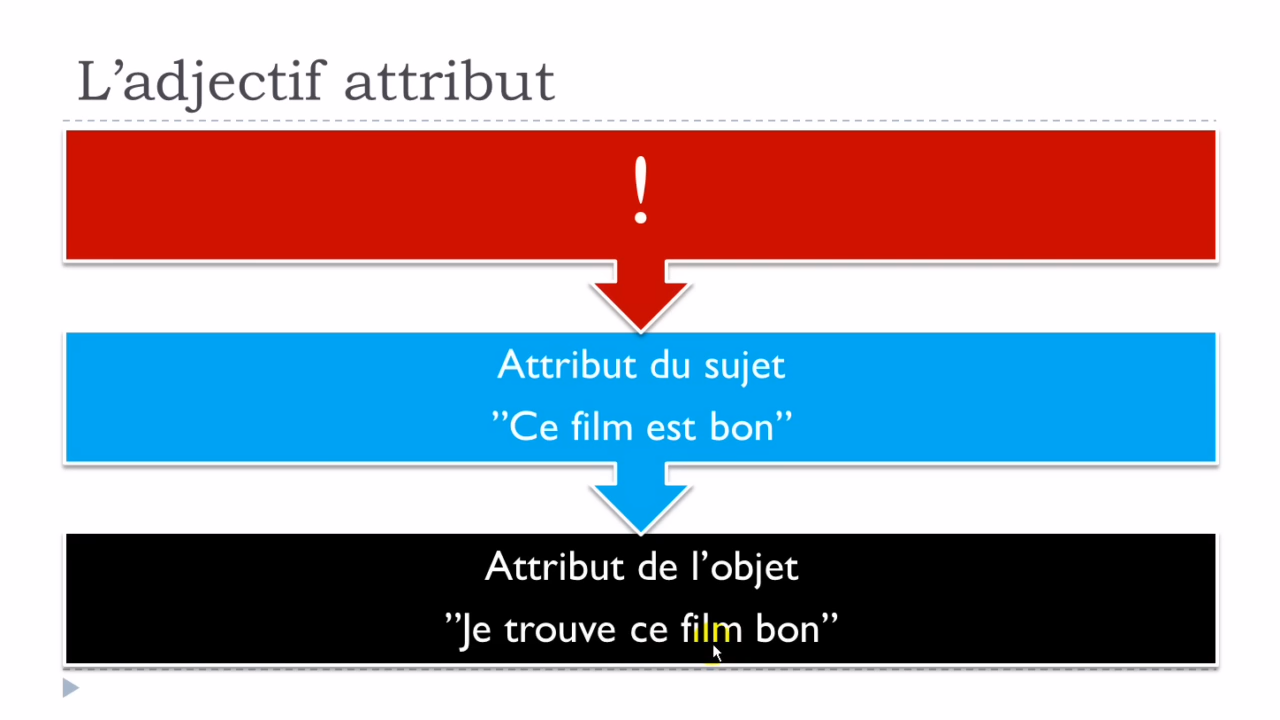 L’adjectif attribut
!
Attribut du sujet
”Ce film est bon”
Attribut de l’objet
”Je trouve ce film bon”